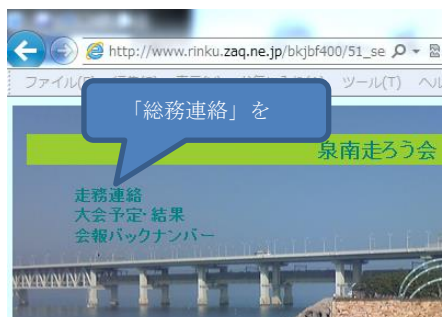 http://www.rinku.zaq.ne.jp/bkjbf400/51_se
ファイル(F)
ツール(T)
「総務連絡」を
泉南走ろう会
走務連絡
大会予定・結果
会報バックナンバー